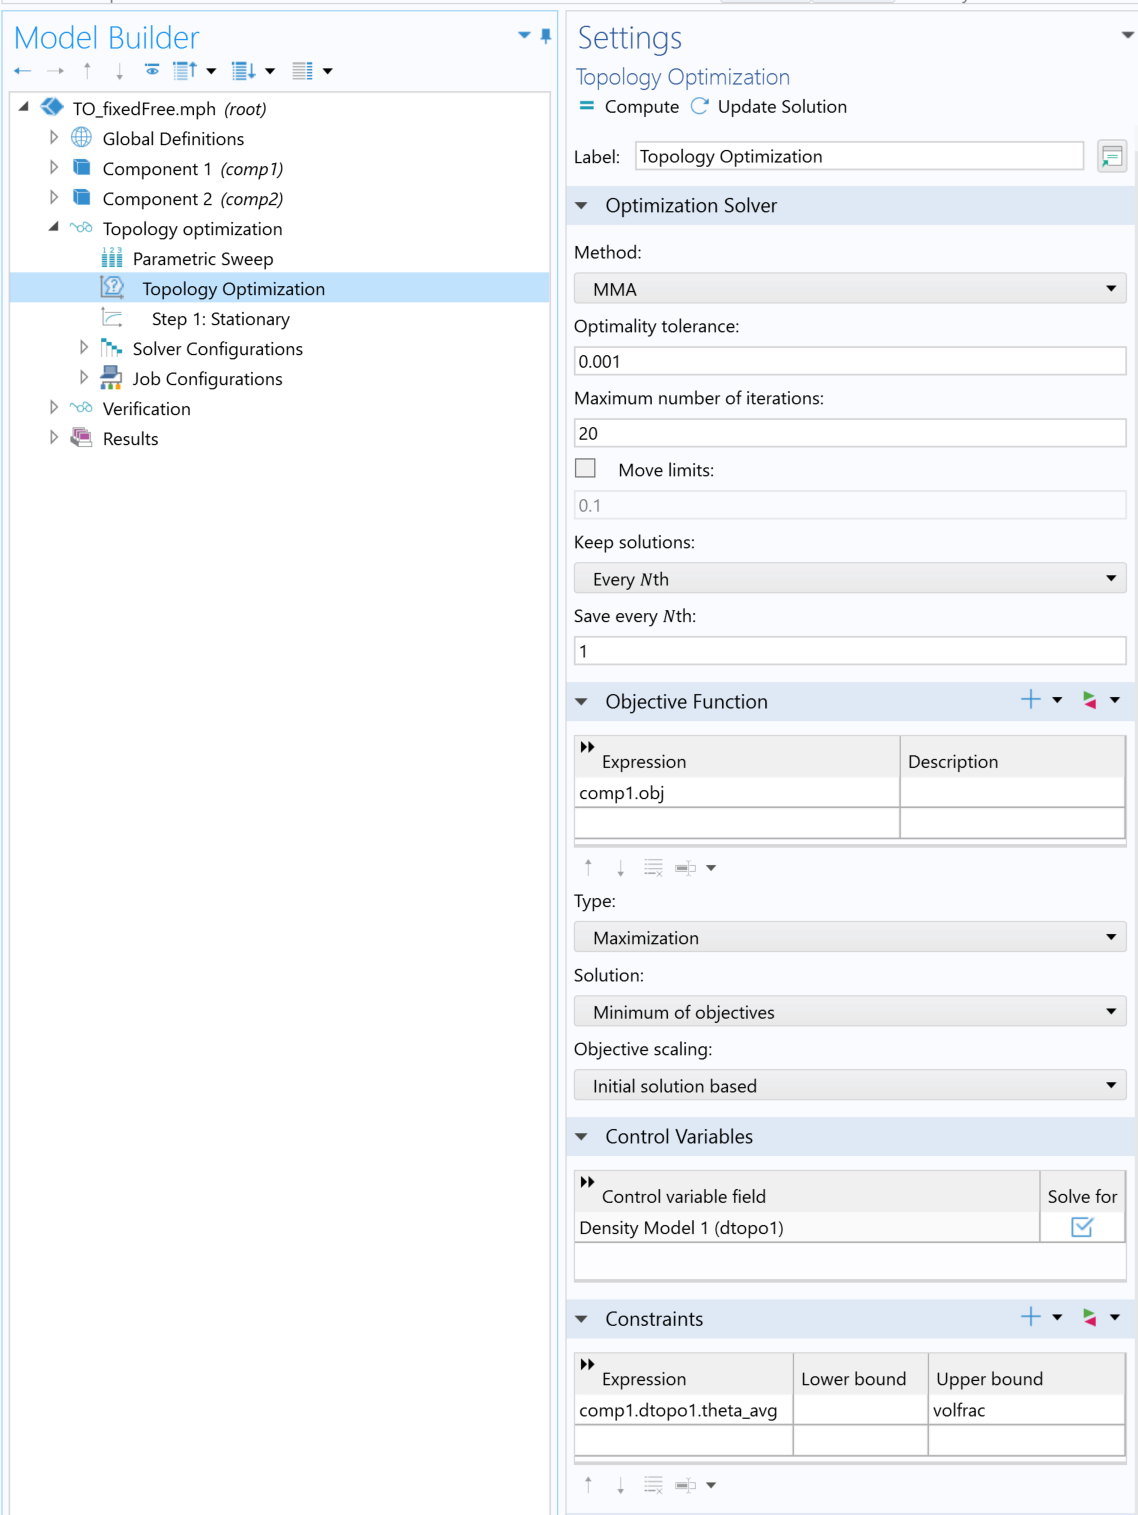 Model Builder
TO_fixedFree.mph (root)
Global Definitions
Component 1 (comp1)
Component 2 (comp2)
Topology optimization
1 2 3
Parametric Sweep
Topology Optimization
Step 1: Stationary
Solver Configurations
Job Configurations
Verification
Results
Settings
Topology Optimization
= Compute Update Solution
Label: Topology Optimization
Optimization Solver
Method:
MMA
Optimality tolerance:
0.001
Maximum number of iterations:
20
Move limits:
0.1
Keep solutions:
Every Nth
Save every Nth:
1
Objective Function
Expression Description
comp1.obj
Type:
Maximization
Solution:
Minimum of objectives
Objective scaling:
Initial solution based
Control Variables
Control variable field Solve for
Density Model 1 (dtopo1)
Constraints
Expression Lower bound Upper bound
comp1.dtopo1.theta_avg volfrac